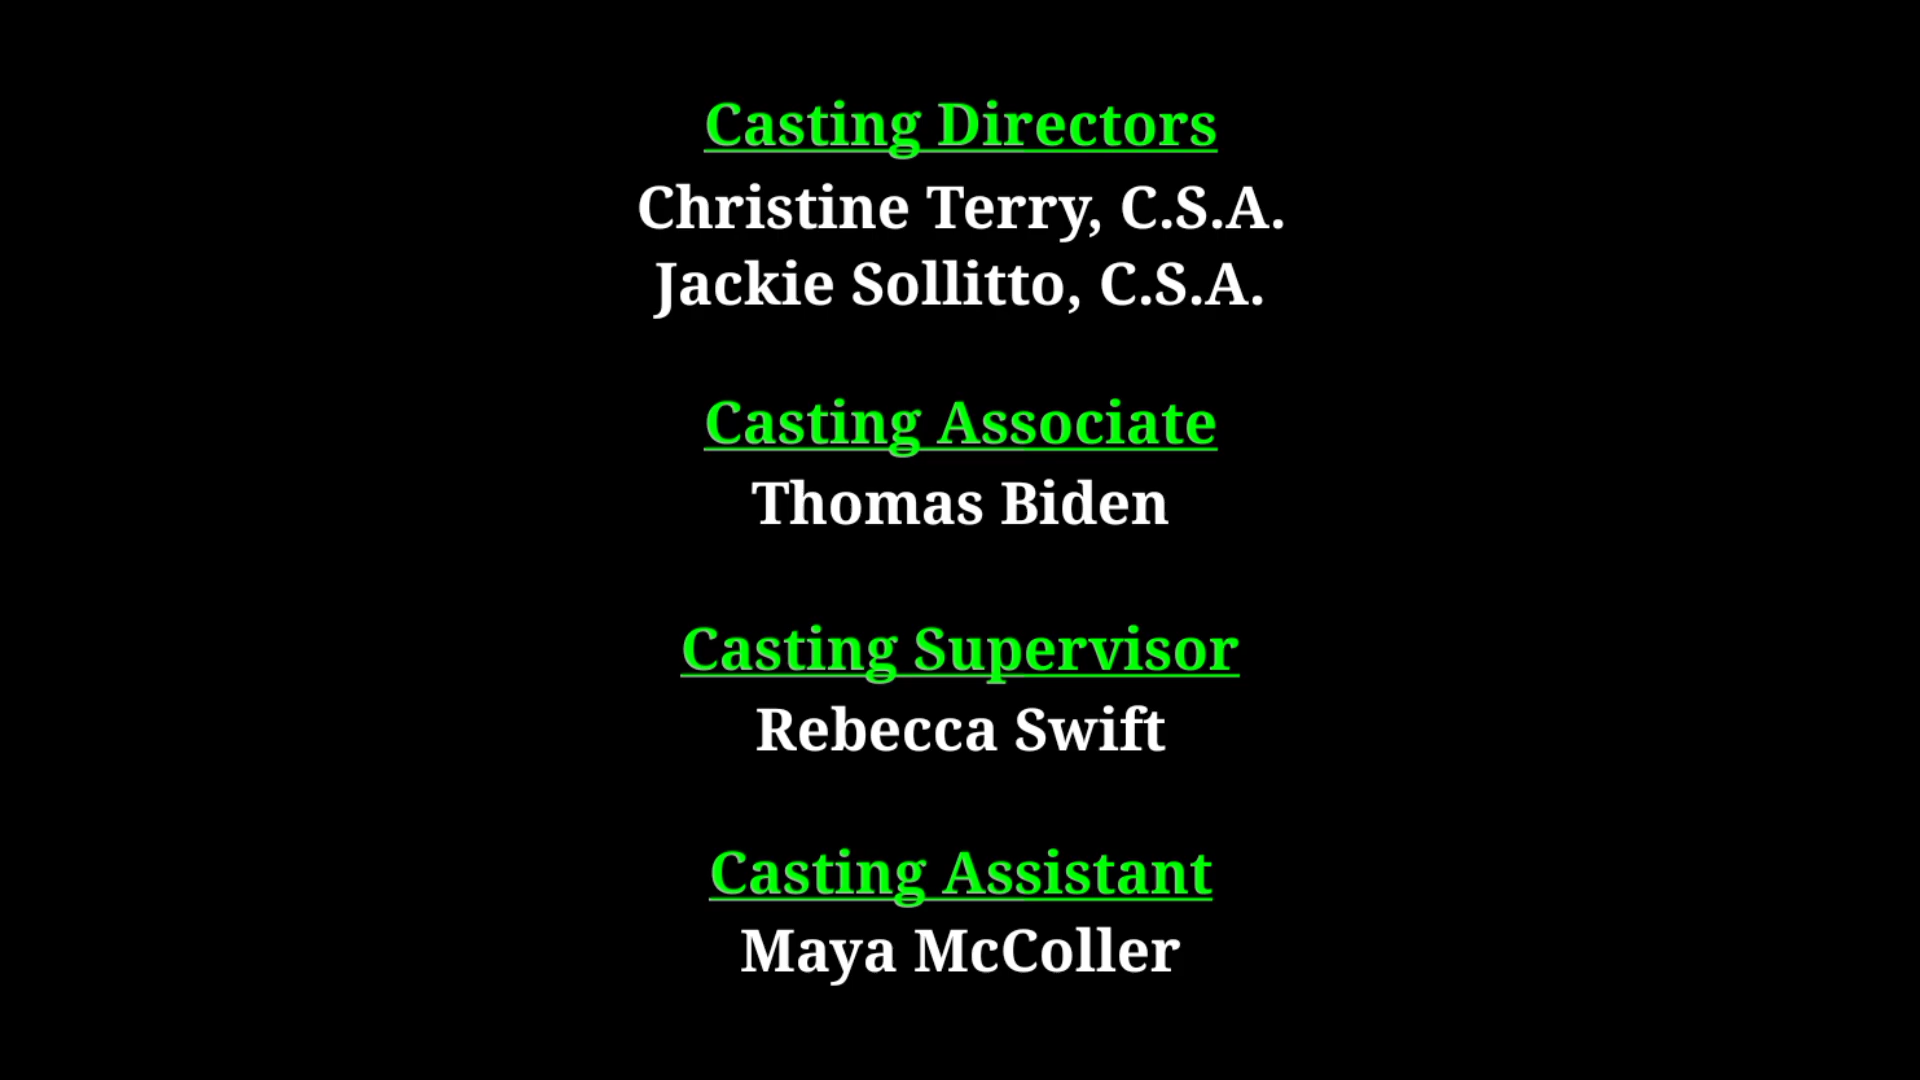 Casting Directors
Christine Terry, C.S.A.
Jackie Sollitto, C.S.A.
Casting Associate
Thomas Biden
Casting Supervisor
Rebecca Swift
Casting Assistant
Maya McColler